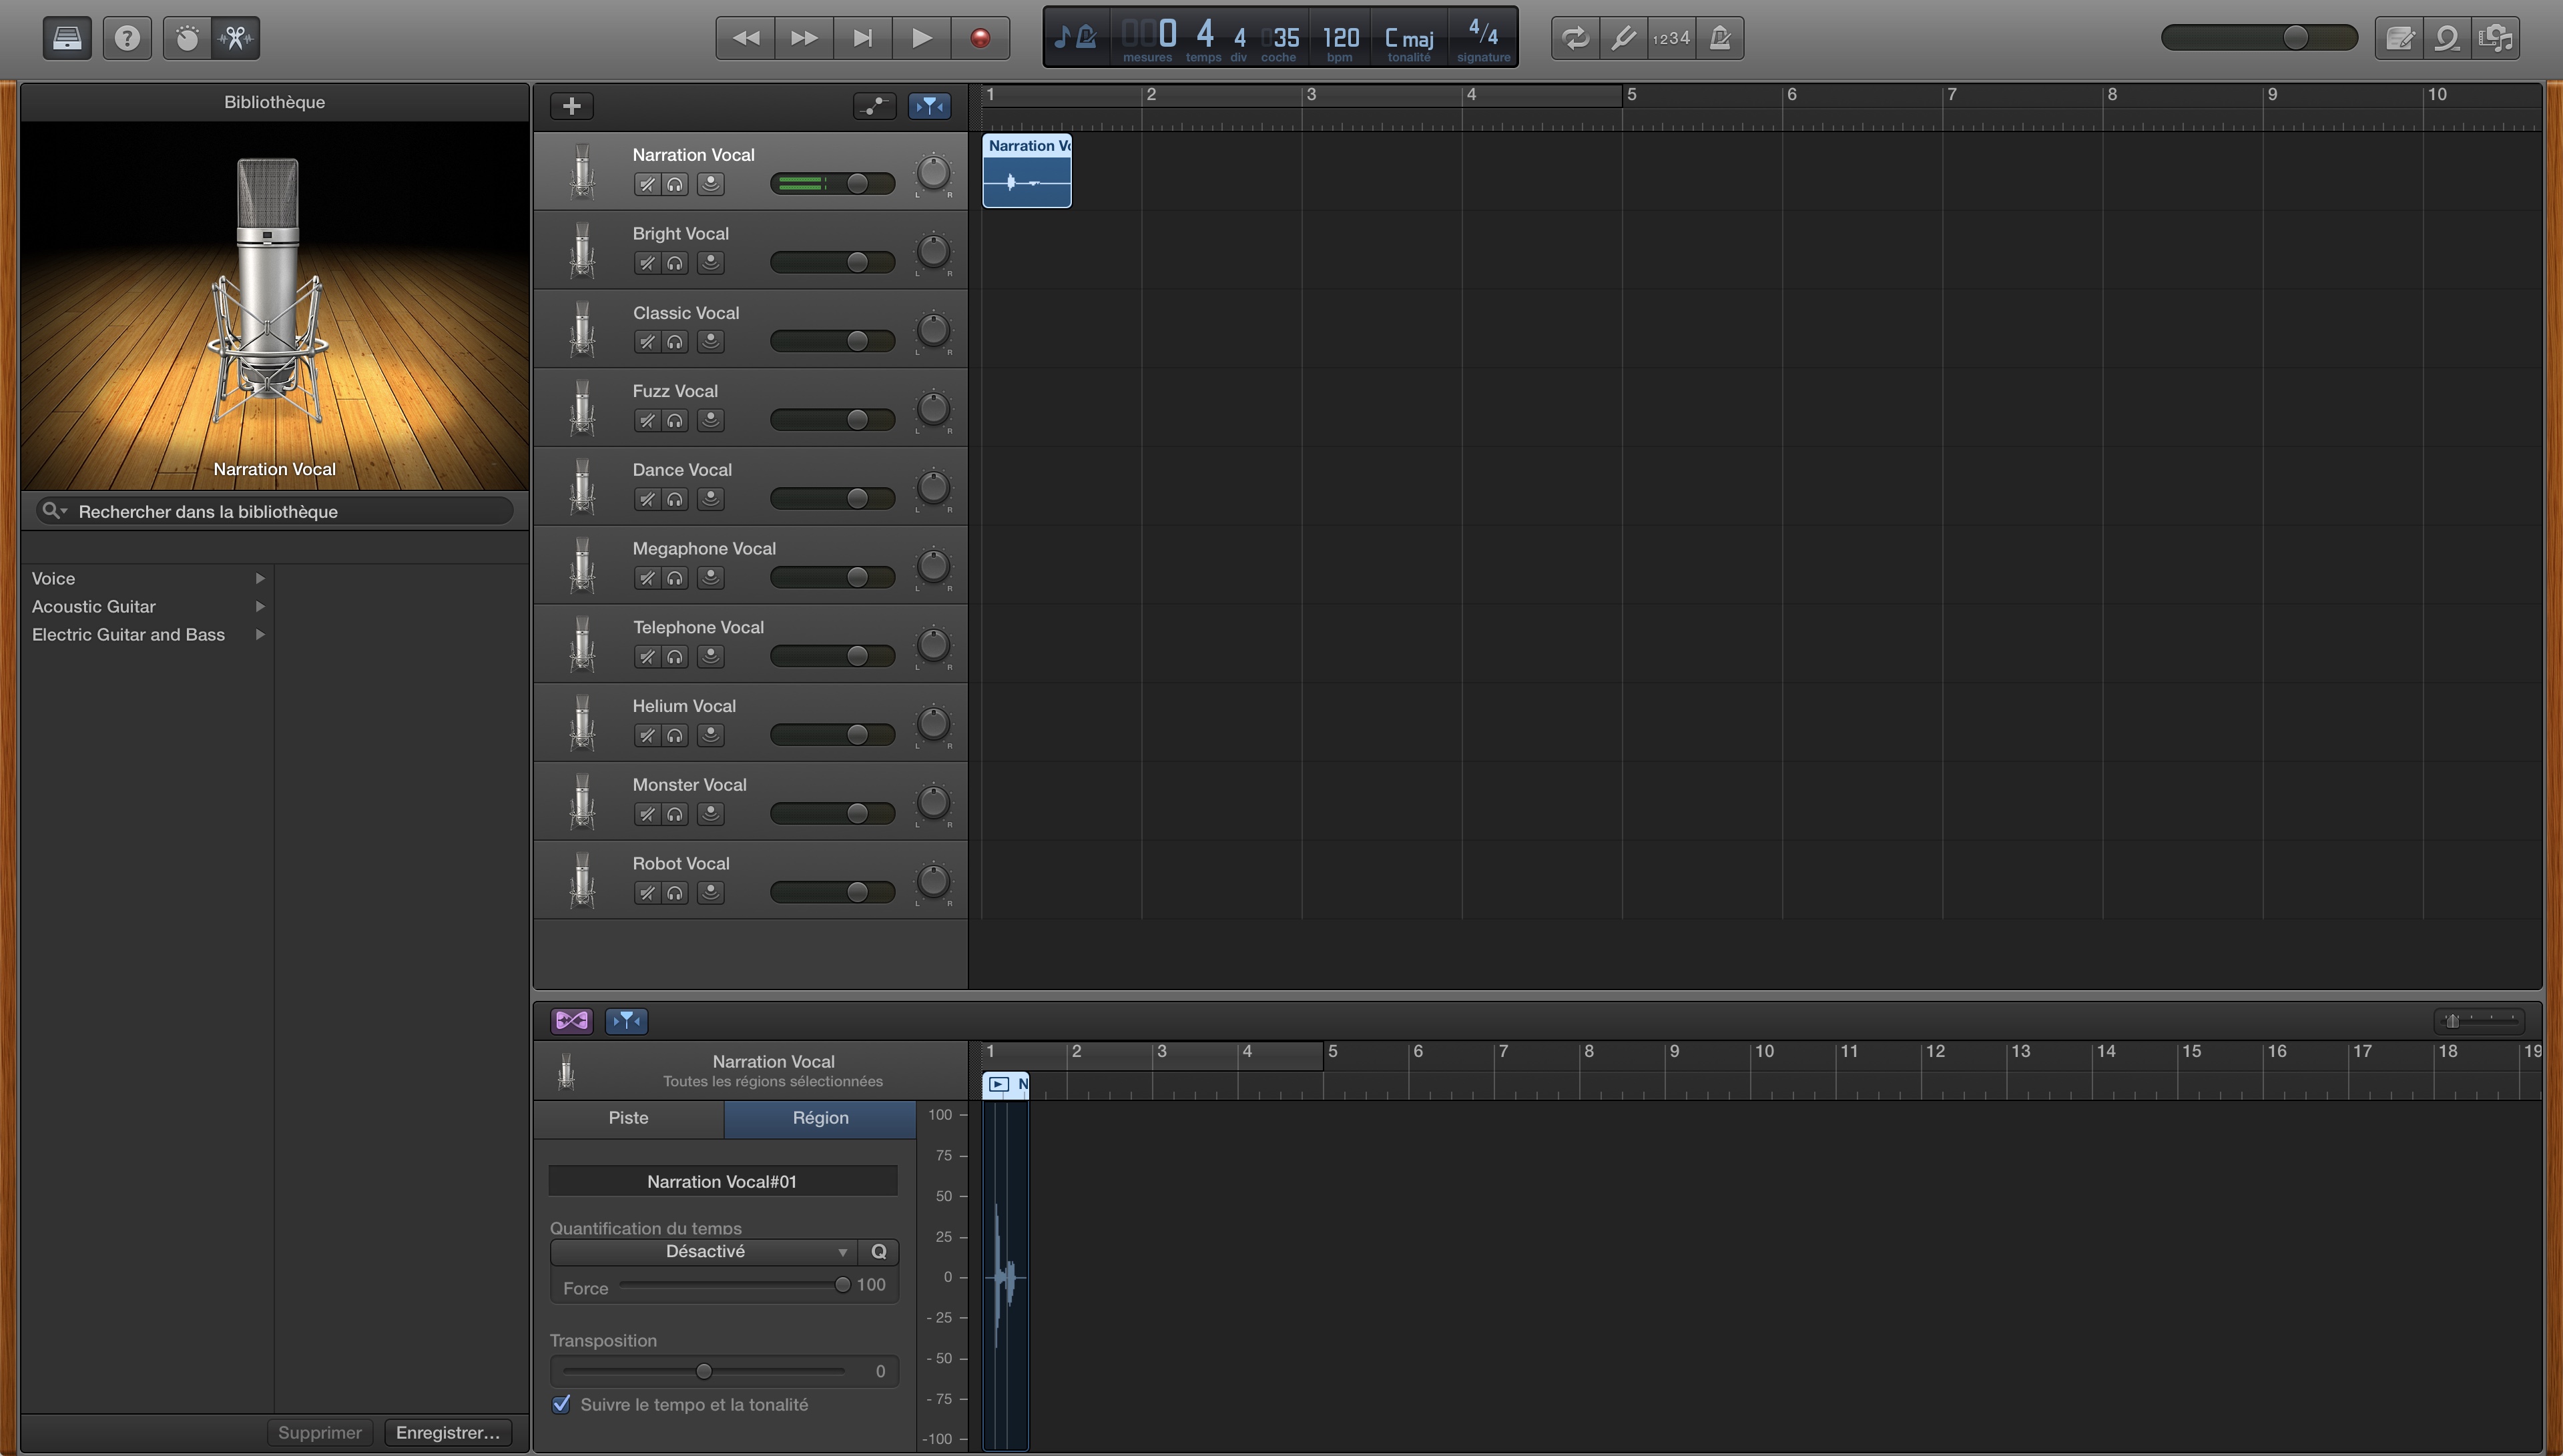 0 4 4 35 120 C maj 4/4
mesures temps div coche bpm tonalité signature
1234
Bibliothèque
Narration Vocal
Rechercher dans la bibliothèque
Voice
Acoustic Guitar
Electric Guitar and Bass
Supprimer
Enregistrer...
1 2 3 4 5 6 7 8 9 10
Narration Vocal
L R
Narration Vo
Bright Vocal
L R
Classic Vocal
L R
Fuzz Vocal
L R
Dance Vocal
L R
Megaphone Vocal
L R
Telephone Vocal
L R
Helium Vocal
L R
Monster Vocal
L R
Robot Vocal
L R
Narration Vocal
Toutes les régions sélectionnées
1 2 3 4 5 6 7 8 9 10 11 12 13 14 15 16 17 18 19
N
Piste
Région
Narration Vocal#01
Quantification du temps
Désactivé
Q
Force
100
Transposition
0
Suivre le tempo et la tonalité
100
75
50
25
0
- 25
- 50
- 75
-100